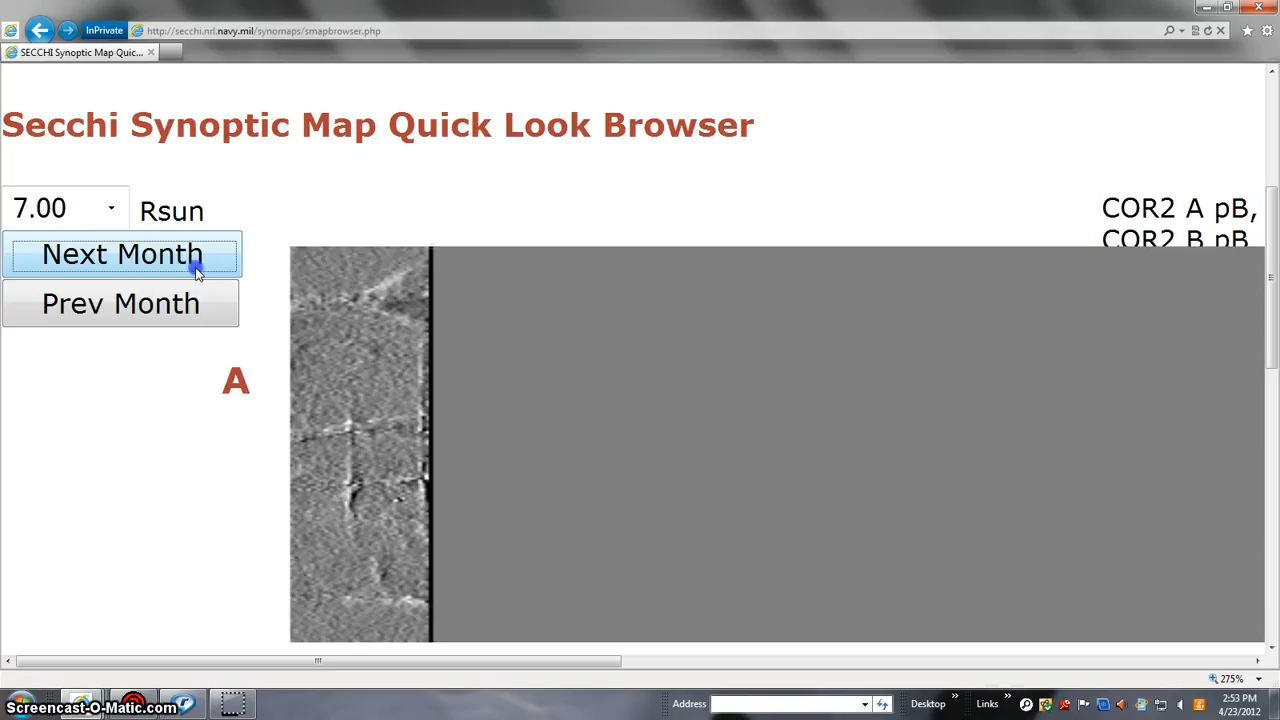 InPrivate
http://secchi.nrl.navy.mil/synomaps/smapbrowser.php
SECCHI Synoptic Map Quic...
Secchi Synoptic Map Quick Look Browser
7.00
Rsun
COR2 A pB,
COR2 B pB
Next Month
Prev Month
A
275%
Screencast-O-Matic.com
Address
Desktop
Links
2:53 PM
4/23/2012